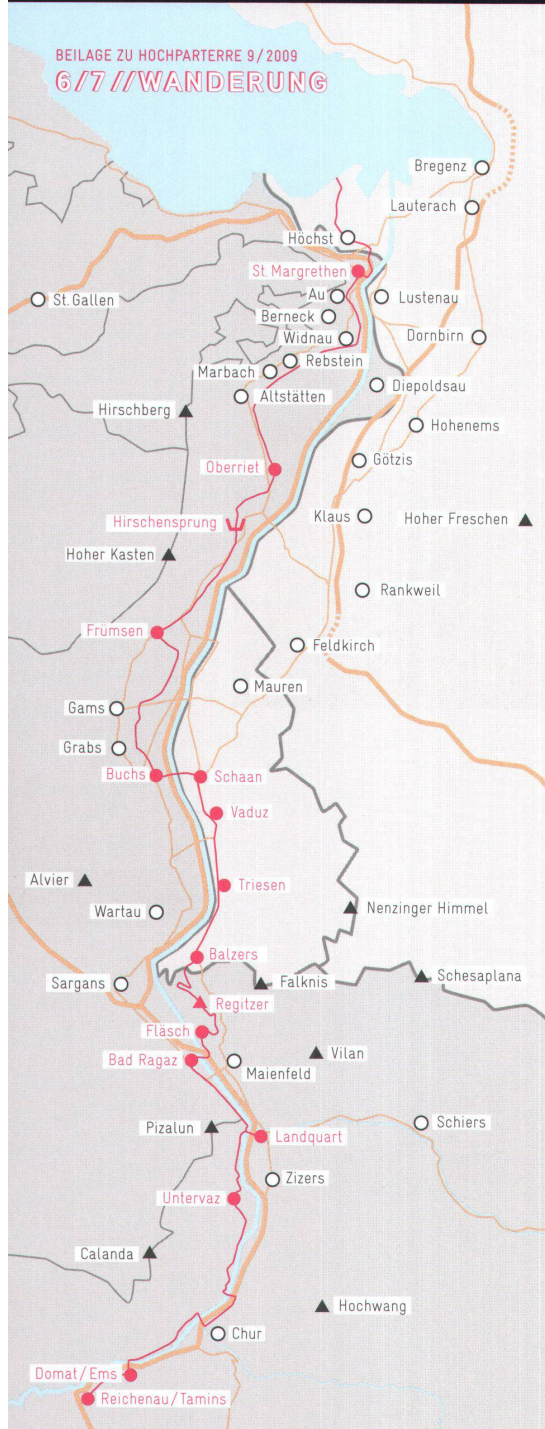 BEILAGE ZU HOCHPARTERRE 9/2009
6/7//WANDERUNG
Bregenz
Lauterach
Höchst
St. Margrethen
St. Gallen
Au
Lustenau
Berneck
Widnau
Dornbirn
Rebstein
Marbach
Diepoldsau
Altstätten
Hirschberg
Hohenems
Götzis
Oberriet
Klaus
Hoher Freschen
Hirschensprung
Hoher Kasten
Rankweil
Frümsen
Feldkirch
Mauren
Gams
Grabs
Buchs
Schaan
Vaduz
Alvier
Triesen
Wartau
Nenzinger Himmel
Balzers
Sargans
Falknis
Schesaplana
Regitzer
Fläsch
Bad Ragaz
Vilan
Maienfeld
Pizalun
Schiers
Landquart
Zizers
Untervaz
Calanda
Hochwang
Chur
Domat/Ems
Reichenau/Tamins